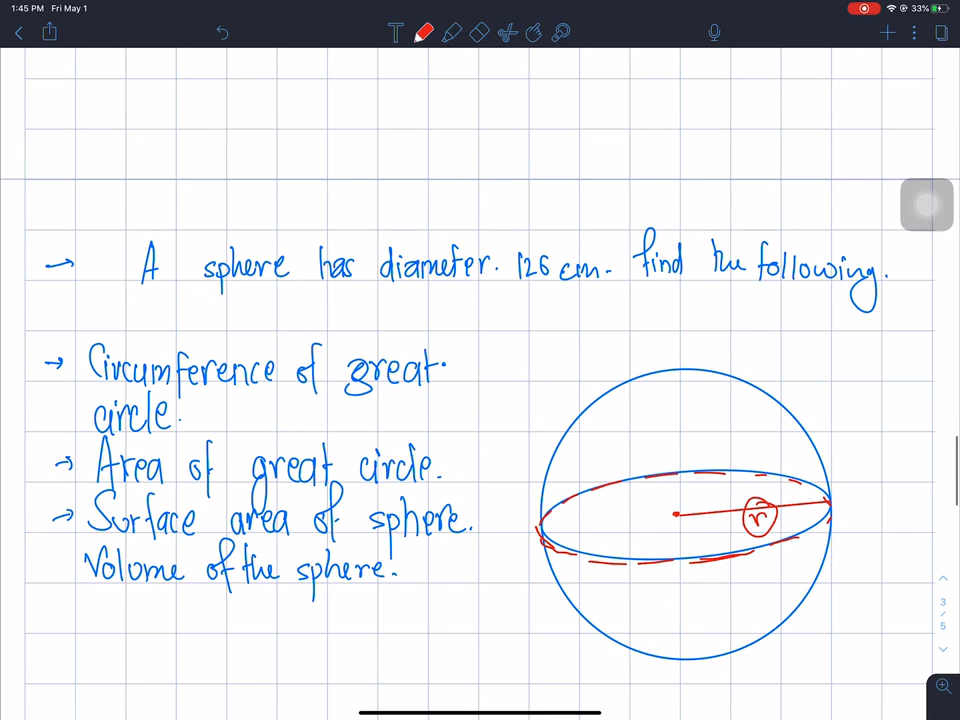 1:45 PM Fri May 1
33%
T
→ A sphere has diameter. 126 cm. find the following.
→ Circumference of great.
circle.
→ Area of great circle.
→ Surface area of sphere.
Volume of the sphere.
r
3
/
5